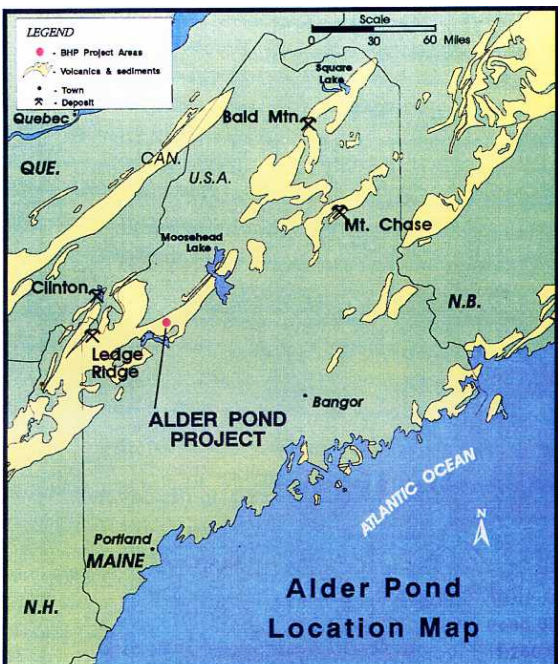 LEGEND
- BHP Project Areas
- Volcanics & sediments
- Town
- Deposit
Scale
0 30 60 Miles
Square
Lake
Quebec
Bald Mtn
CAN.
QUE.
U.S.A.
Mt. Chase
Moosehead
Lake
Clinton
N.B.
Ledge
Ridge
Bangor
ALDER POND
PROJECT
ATLANTIC OCEAN
N
Portland
MAINE
N.H.
Alder Pond
Location Map